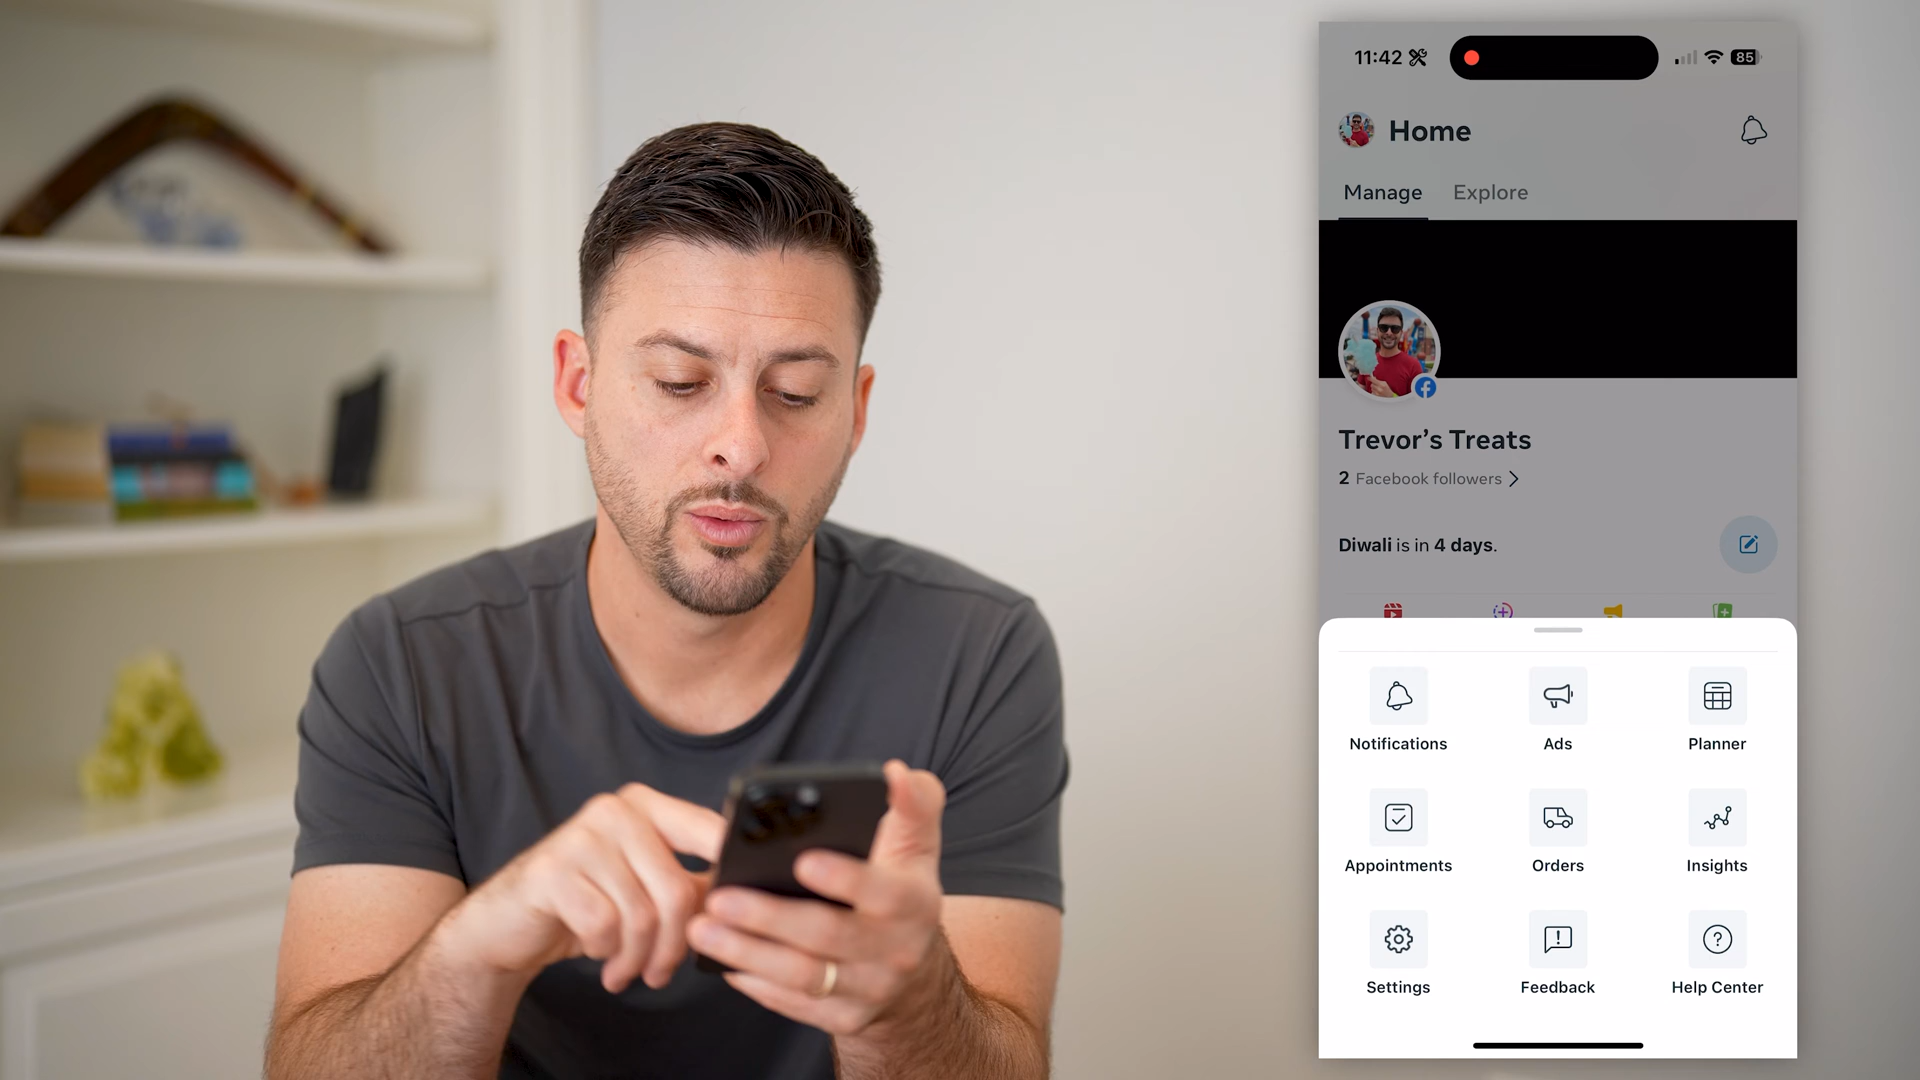 11:42
85
Home
Manage Explore
Trevor's Treats
2 Facebook followers
Diwali is in 4 days.
Notifications Ads Planner
Appointments Orders Insights
Settings Feedback Help Center